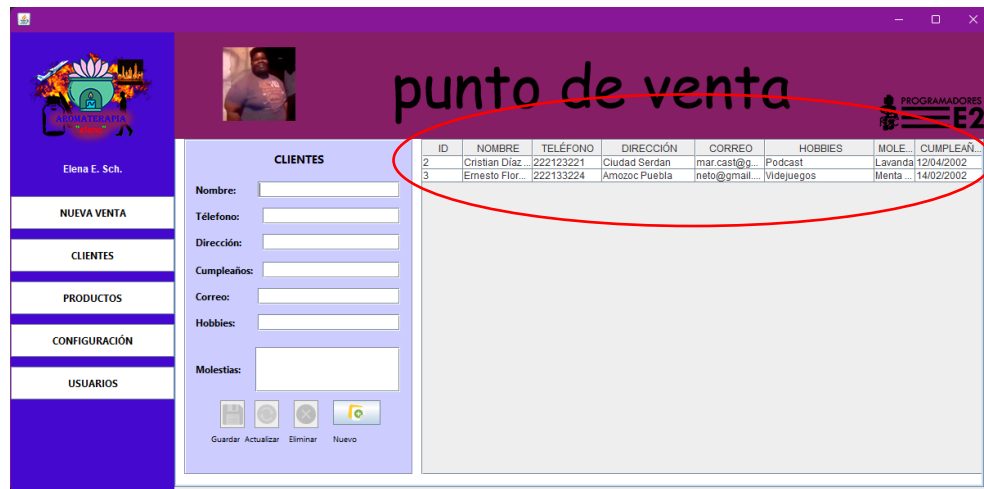 AROMATERAPIA
Elena E. Sch.
NUEVA VENTA
CLIENTES
PRODUCTOS
CONFIGURACIÓN
USUARIOS
punto de venta
PROGRAMADORES
E2
CLIENTES
Nombre:
Télefono:
Dirección:
Cumpleaños:
Correo:
Hobbies:
Molestias:
Guardar Actualizar Eliminar Nuevo
ID NOMBRE TELÉFONO DIRECCIÓN CORREO HOBBIES MOLE... CUMPLEAÑ...
2 Cristian Díaz ... 222123221 Ciudad Serdan mar.cast@g... Podcast Lavanda 12/04/2002
3 Ernesto Flor... 222133224 Amozoc Puebla neto@gmail.... Videjuegos Menta ... 14/02/2002